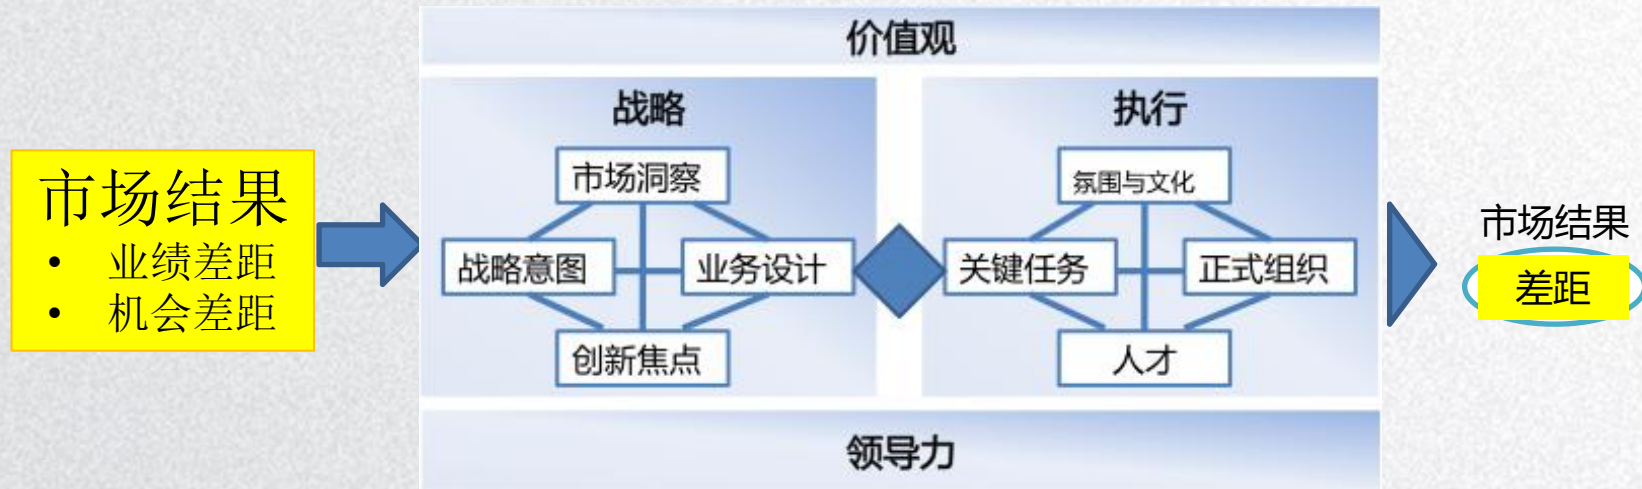 价值观
战略
执行
市场洞察
氛围与文化
市场结果
• 业绩差距
• 机会差距
战略意图
业务设计
关键任务
正式组织
市场结果
差距
创新焦点
人才
领导力